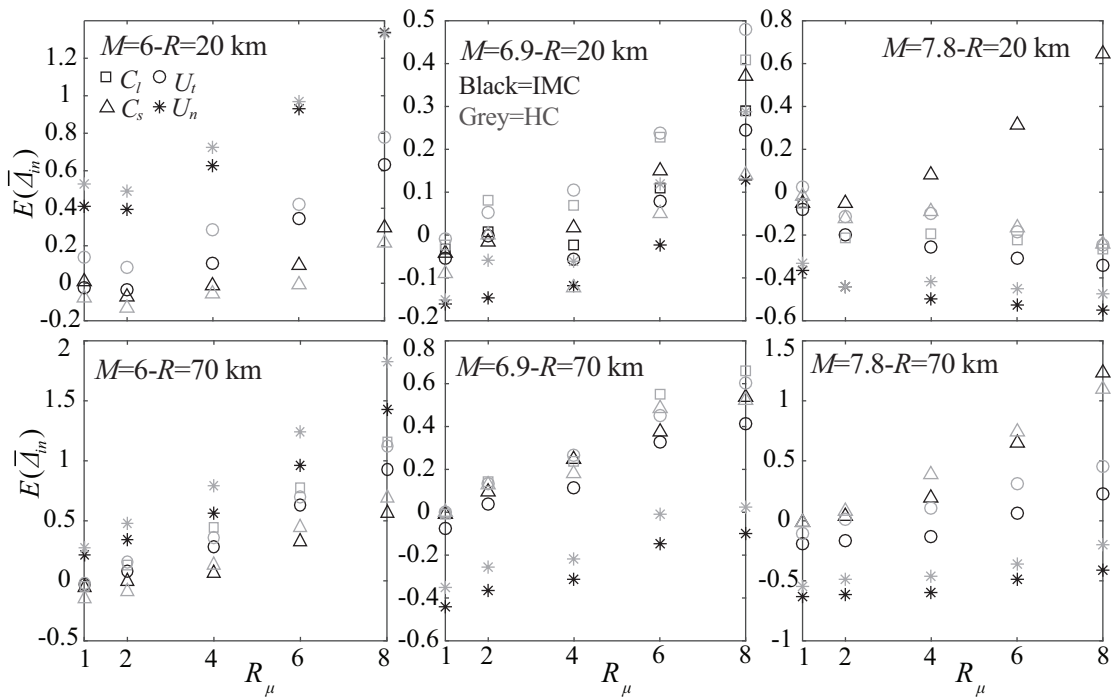 M=6-R=20 km
□ C_l ○ U_t
△ C_s * U_n
E(Δ̅_in)
1.2
1
0.8
0.6
0.4
0.2
0
-0.2
M=6.9-R=20 km
Black=IMC
Grey=HC
0.5
0.4
0.3
0.2
0.1
0
-0.1
-0.2
M=7.8-R=20 km
0.8
0.6
0.4
0.2
0
-0.2
-0.4
-0.6
M=6-R=70 km
E(Δ̅_in)
2
1.5
1
0.5
0
-0.5
1 2 4 6 8
R_μ
M=6.9-R=70 km
0.8
0.6
0.4
0.2
0
-0.2
-0.4
-0.6
1 2 4 6 8
R_μ
M=7.8-R=70 km
1.5
1
0.5
0
-0.5
-1
1 2 4 6 8
R_μ